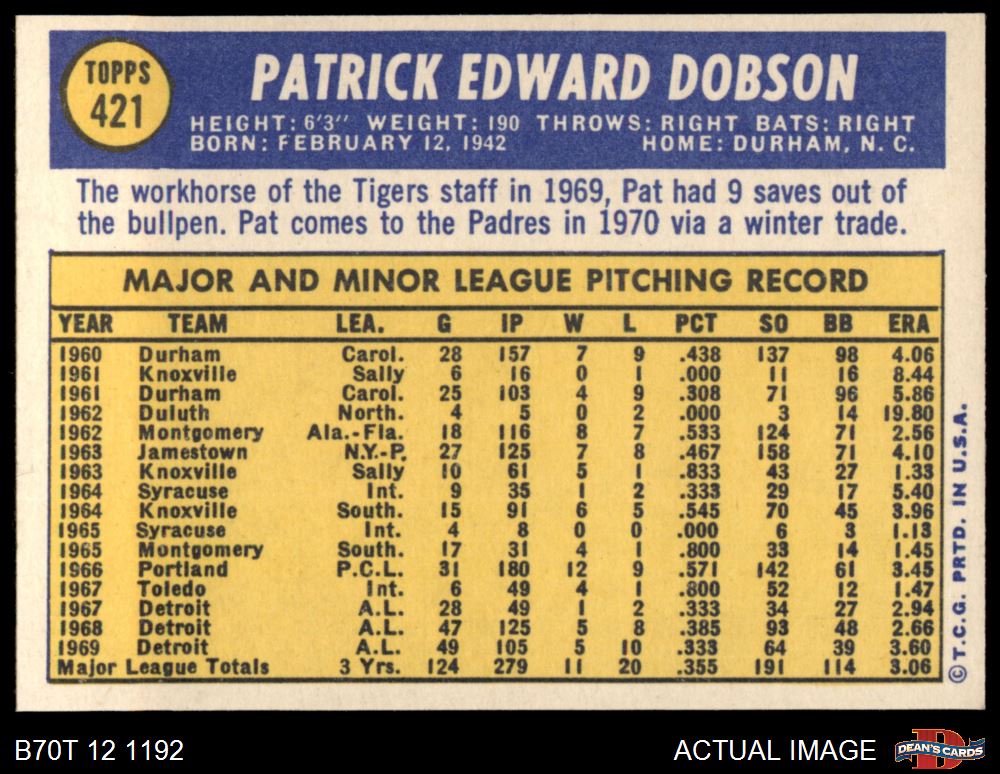 TOPPS
421
PATRICK EDWARD DOBSON
HEIGHT: 6'3" WEIGHT: 190 THROWS: RIGHT BATS: RIGHT
BORN: FEBRUARY 12, 1942 HOME: DURHAM, N. C.
The workhorse of the Tigers staff in 1969, Pat had 9 saves out of
the bullpen. Pat comes to the Padres in 1970 via a winter trade.
MAJOR AND MINOR LEAGUE PITCHING RECORD
YEAR TEAM LEA. G IP W L PCT SO BB ERA
1960 Durham Carol. 28 157 7 9 .438 137 98 4.06
1961 Knoxville Sally 6 16 0 1 .000 11 16 8.44
1961 Durham Carol. 25 103 4 9 .308 71 96 5.86
1962 Duluth North. 4 5 0 2 .000 3 14 19.80
1962 Montgomery Ala.-Fla. 18 116 8 7 .533 124 71 2.56
1963 Jamestown N.Y.-P. 27 125 7 8 .467 158 71 4.10
1963 Knoxville Sally 10 61 5 1 .833 43 27 1.33
1964 Syracuse Int. 9 35 1 2 .333 29 17 5.40
1964 Knoxville South. 15 91 6 5 .545 70 45 3.96
1965 Syracuse Int. 4 8 0 0 .000 6 3 1.13
1965 Montgomery South. 17 31 4 1 .800 33 14 1.45
1966 Portland P.C.L. 31 180 12 9 .571 142 61 3.45
1967 Toledo Int. 6 49 4 1 .800 52 12 1.47
1967 Detroit A.L. 28 49 1 2 .333 34 27 2.94
1968 Detroit A.L. 47 125 5 8 .385 93 48 2.66
1969 Detroit A.L. 49 105 5 10 .333 64 39 3.60
Major League Totals 3 Yrs. 124 279 11 20 .355 191 114 3.06
© T.C.G. PRTD. IN U.S.A.
B70T 12 1192 ACTUAL IMAGE
D
DEAN'S CARDS